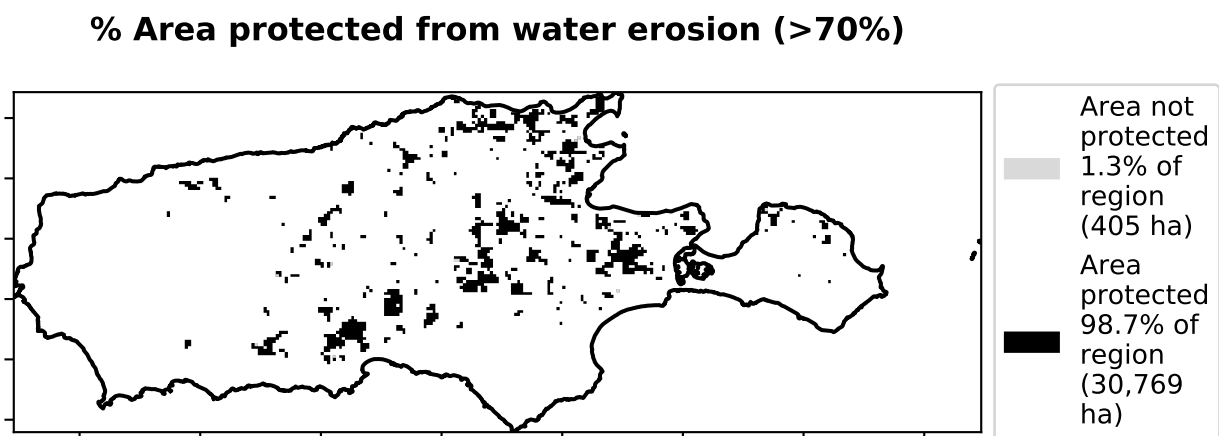 % Area protected from water erosion (>70%)
Area not
protected
1.3% of
region
(405 ha)
Area
protected
98.7% of
region
(30,769
ha)